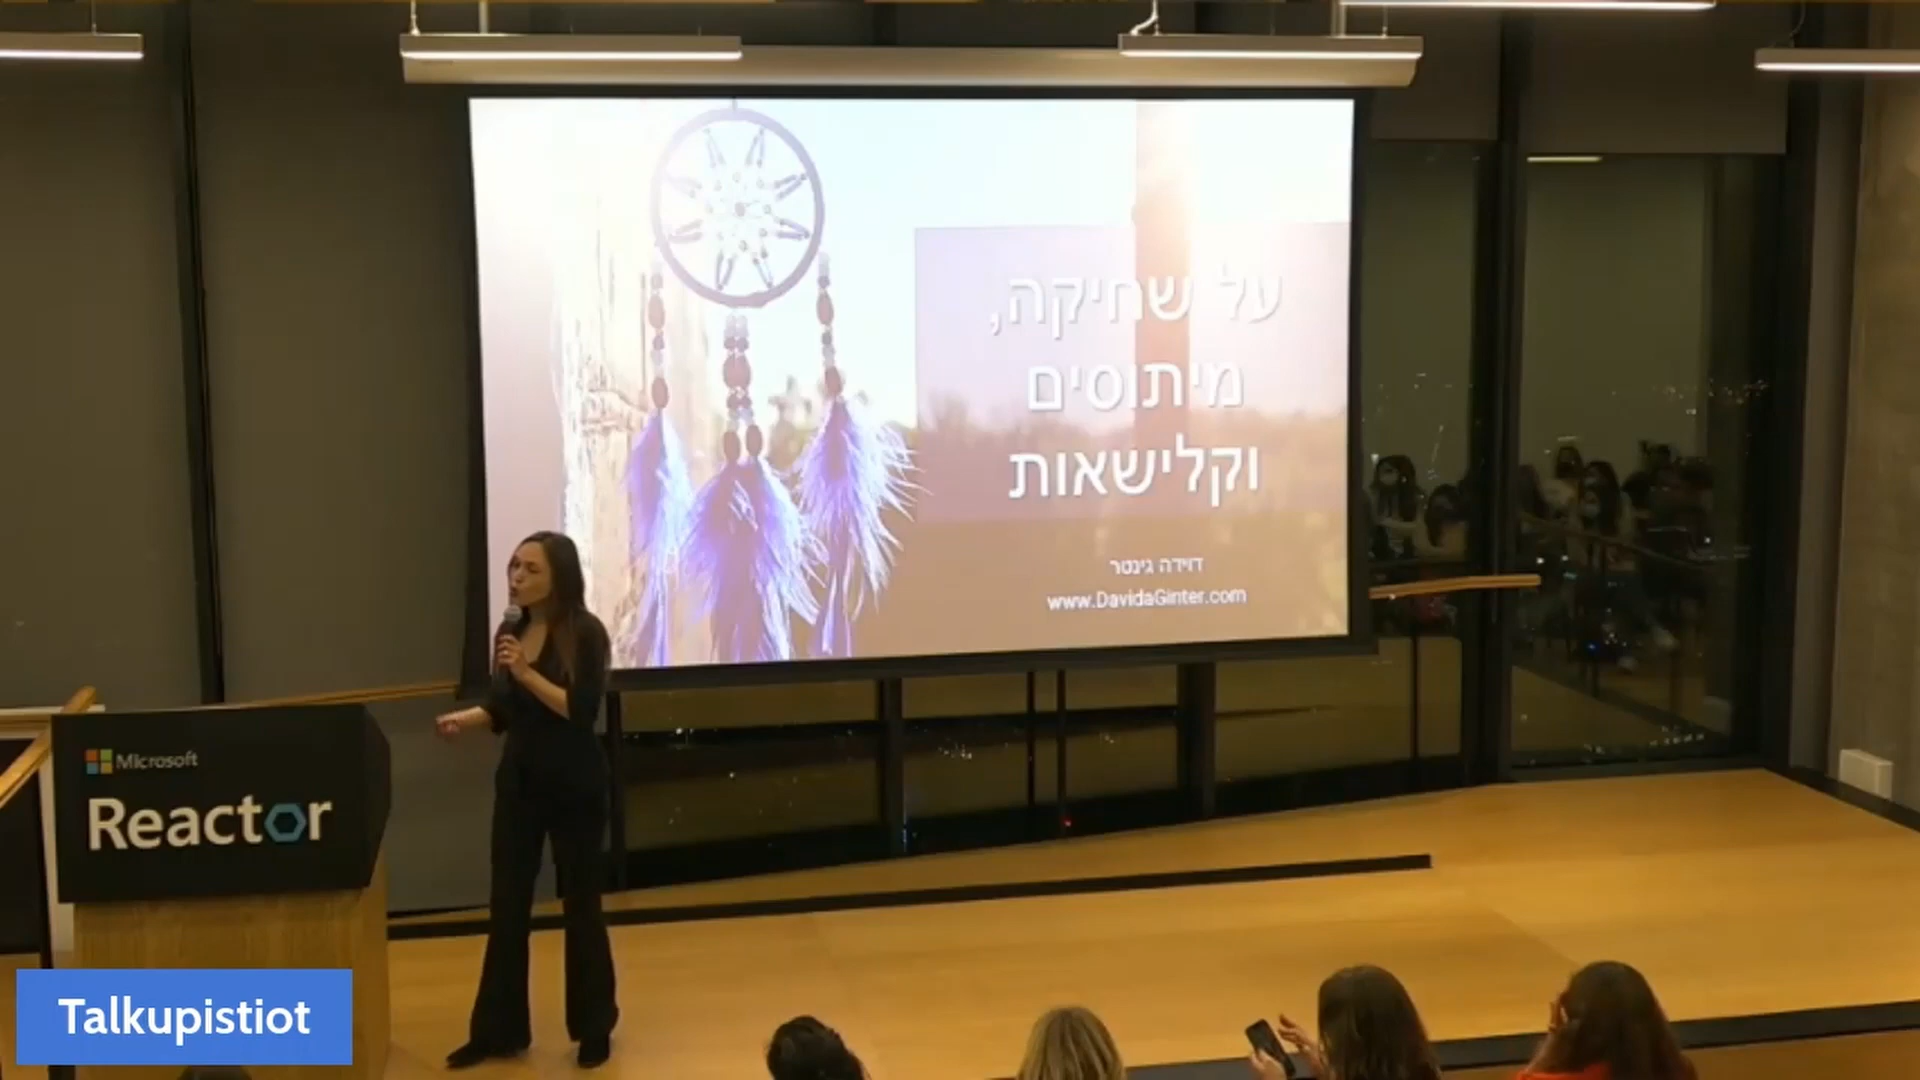 על שחיקה,
מיתוסים
וקלישאות
דוידה גינטר
www.DavidaGinter.com
Microsoft
Reactor
Talkupistiot